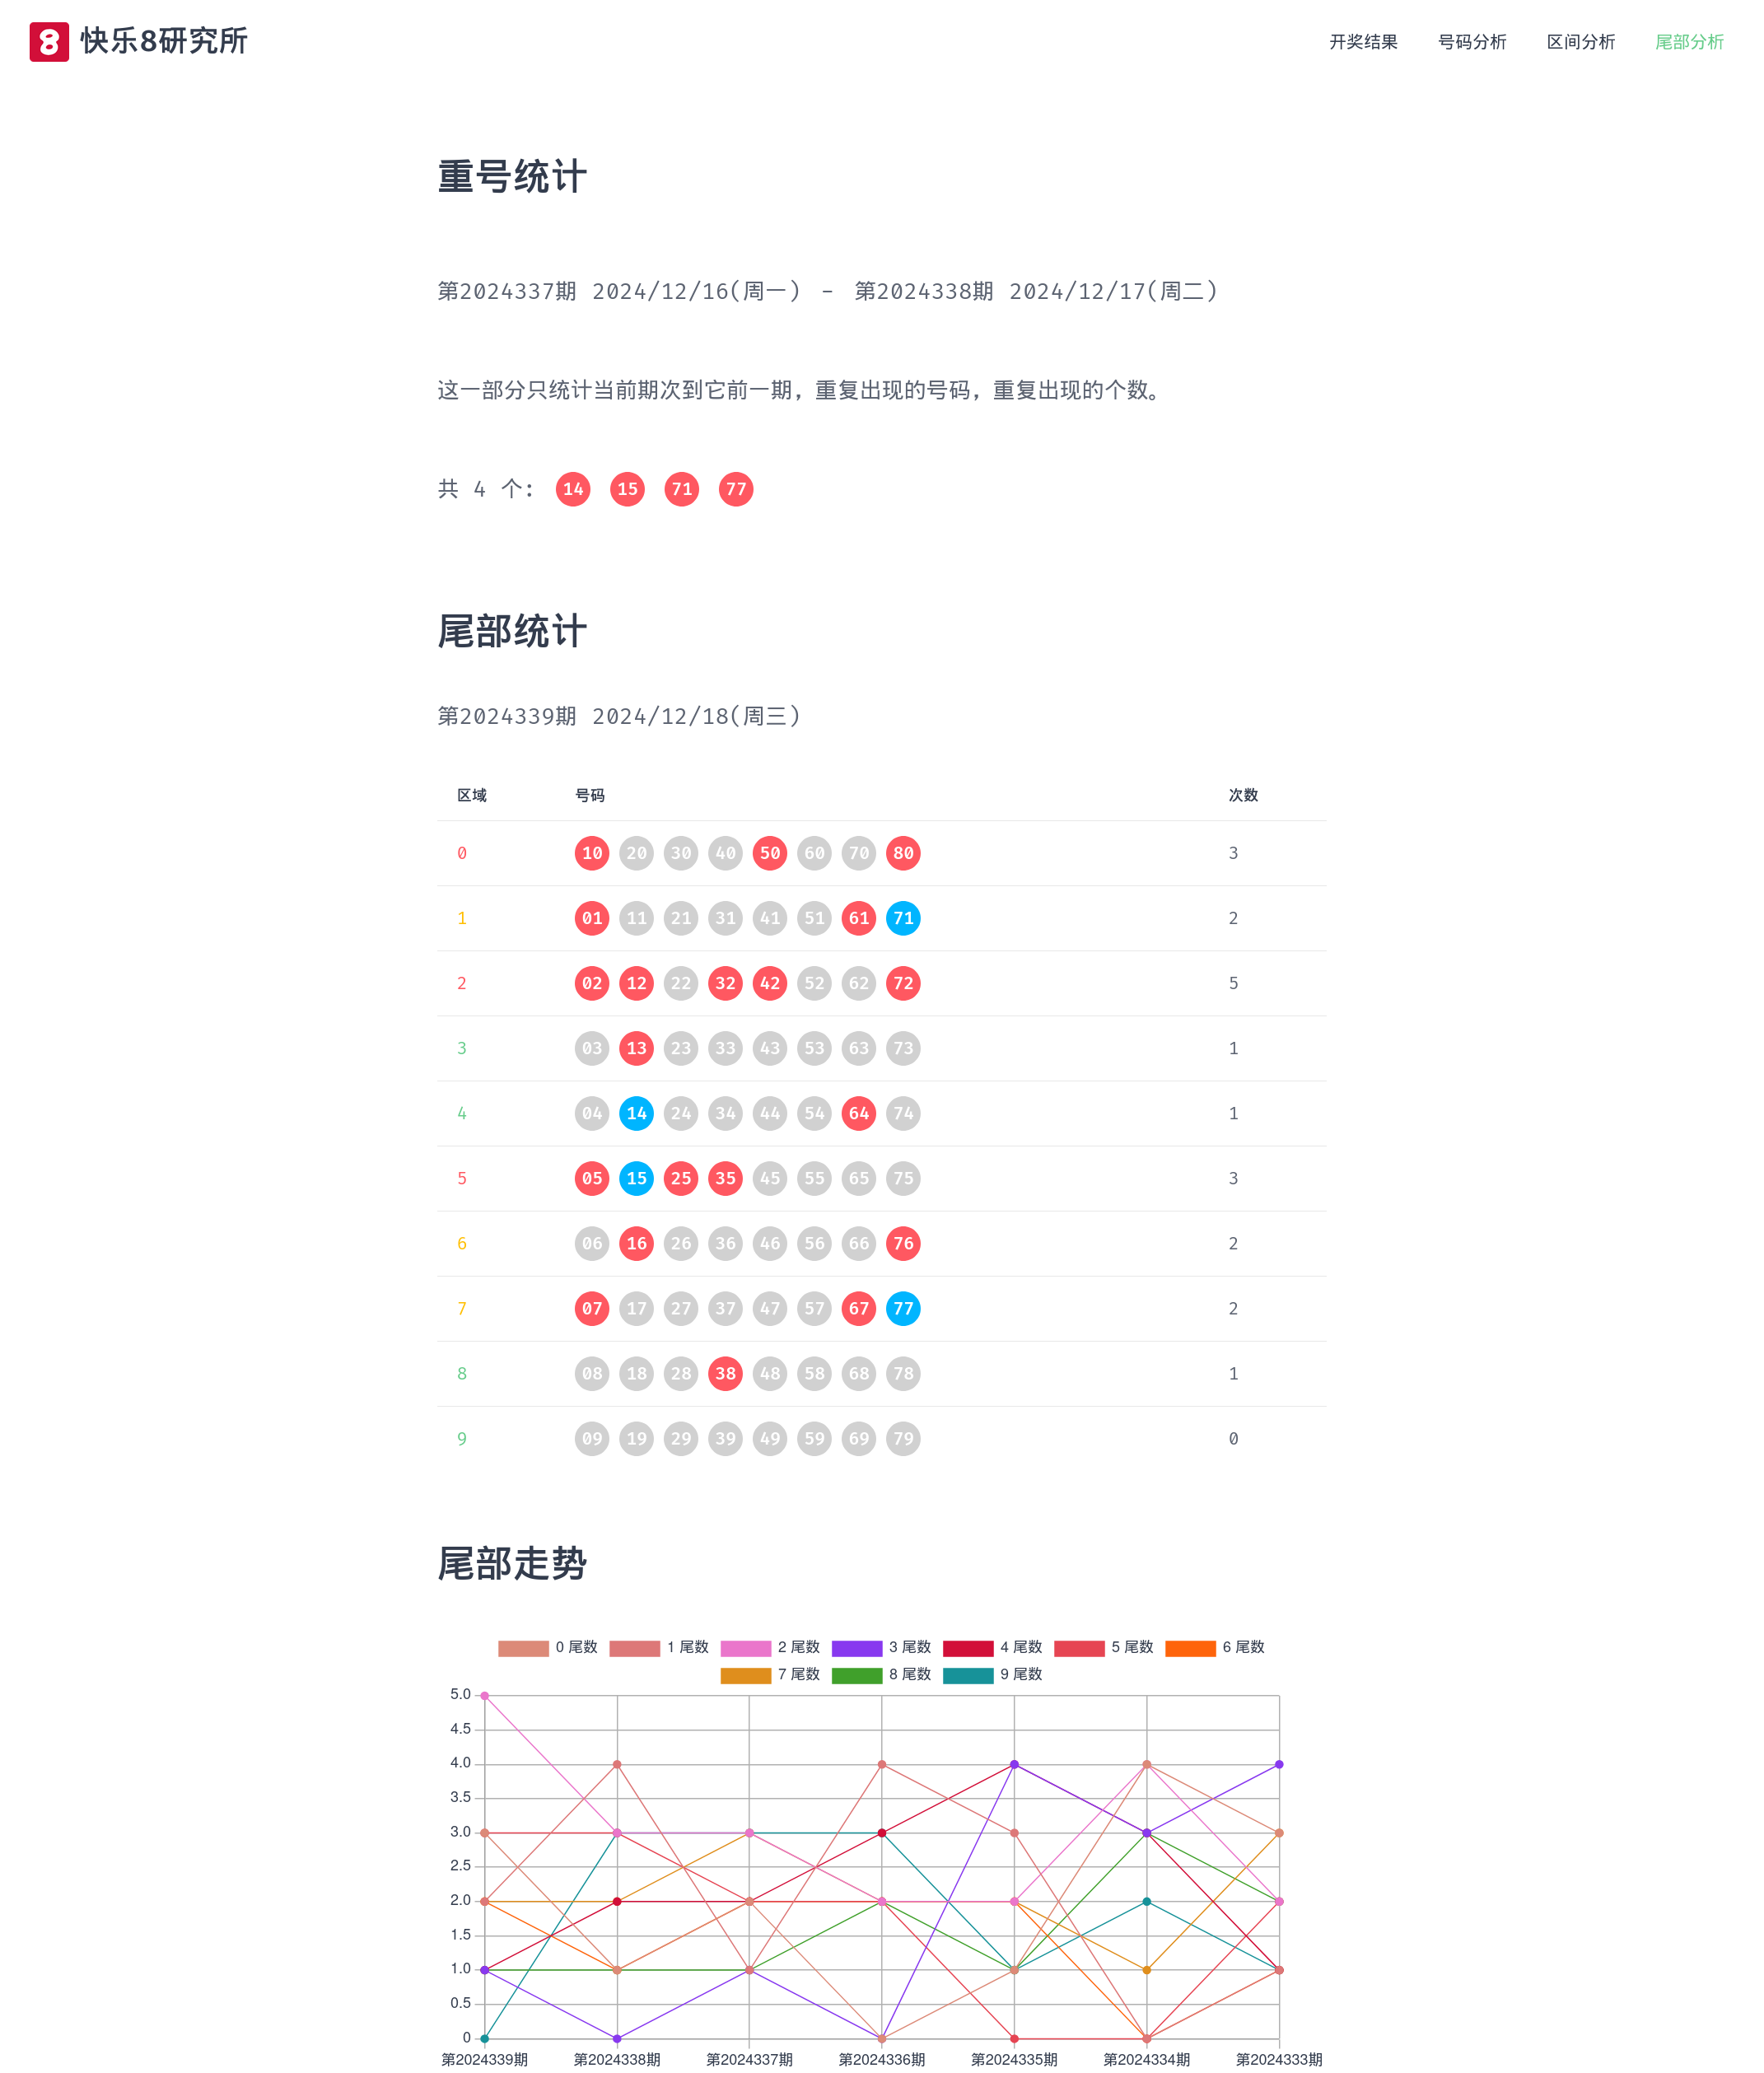 8 快乐8研究所 开奖结果 号码分析 区间分析 尾部分析
重号统计
第2024337期 2024/12/16(周一) - 第2024338期 2024/12/17(周二)
这一部分只统计当前期次到它前一期，重复出现的号码，重复出现的个数。
共 4 个: 14 15 71 77
尾部统计
第2024339期 2024/12/18(周三)
区域 号码 次数
0 10 20 30 40 50 60 70 80 3
1 01 11 21 31 41 51 61 71 2
2 02 12 22 32 42 52 62 72 5
3 03 13 23 33 43 53 63 73 1
4 04 14 24 34 44 54 64 74 1
5 05 15 25 35 45 55 65 75 3
6 06 16 26 36 46 56 66 76 2
7 07 17 27 37 47 57 67 77 2
8 08 18 28 38 48 58 68 78 1
9 09 19 29 39 49 59 69 79 0
尾部走势
0 尾数 1 尾数 2 尾数 3 尾数 4 尾数 5 尾数 6 尾数
7 尾数 8 尾数 9 尾数
5.0
4.5
4.0
3.5
3.0
2.5
2.0
1.5
1.0
0.5
0
第2024339期 第2024338期 第2024337期 第2024336期 第2024335期 第2024334期 第2024333期